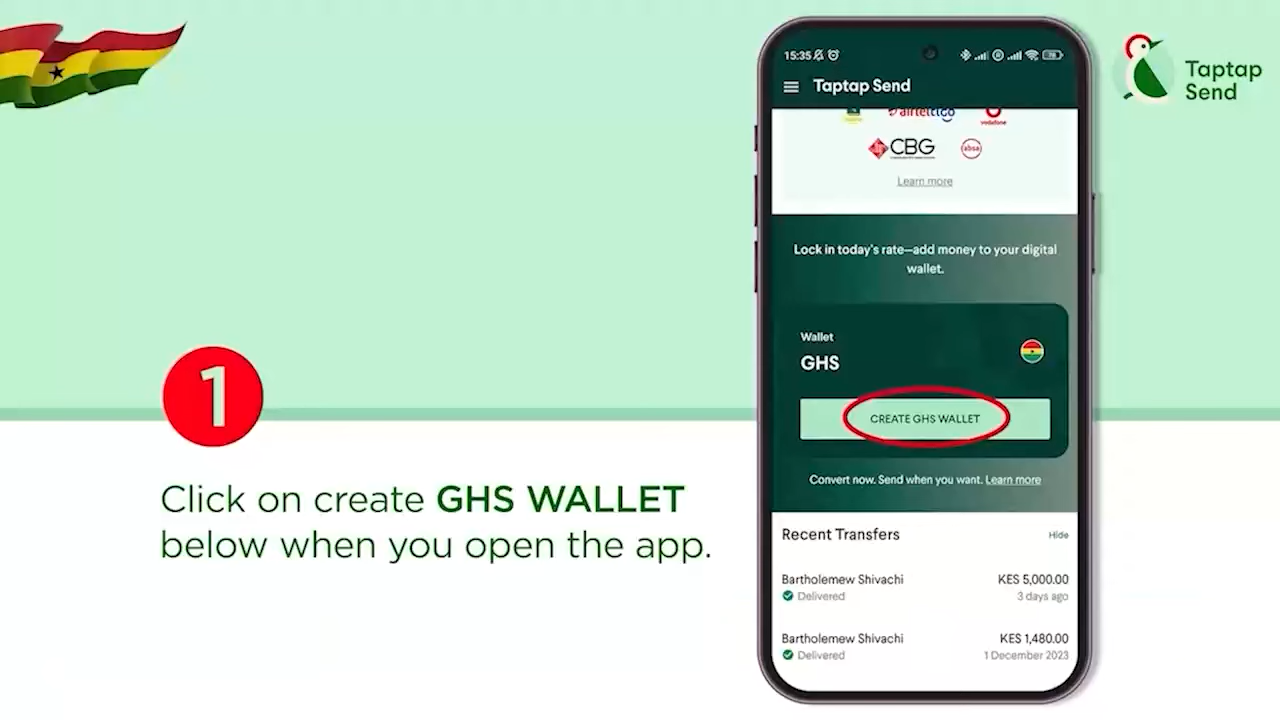 1
Click on create GHS WALLET
below when you open the app.
15:35
78
Taptap Send
airteltigo
vodafone
CBG
absa
Learn more
Lock in today's rate—add money to your digital
wallet.
Wallet
GHS
CREATE GHS WALLET
Convert now. Send when you want. Learn more
Recent Transfers
Hide
Bartholemew Shivachi
KES 5,000.00
Delivered
3 days ago
Bartholemew Shivachi
KES 1,480.00
Delivered
1 December 2023
Taptap
Send